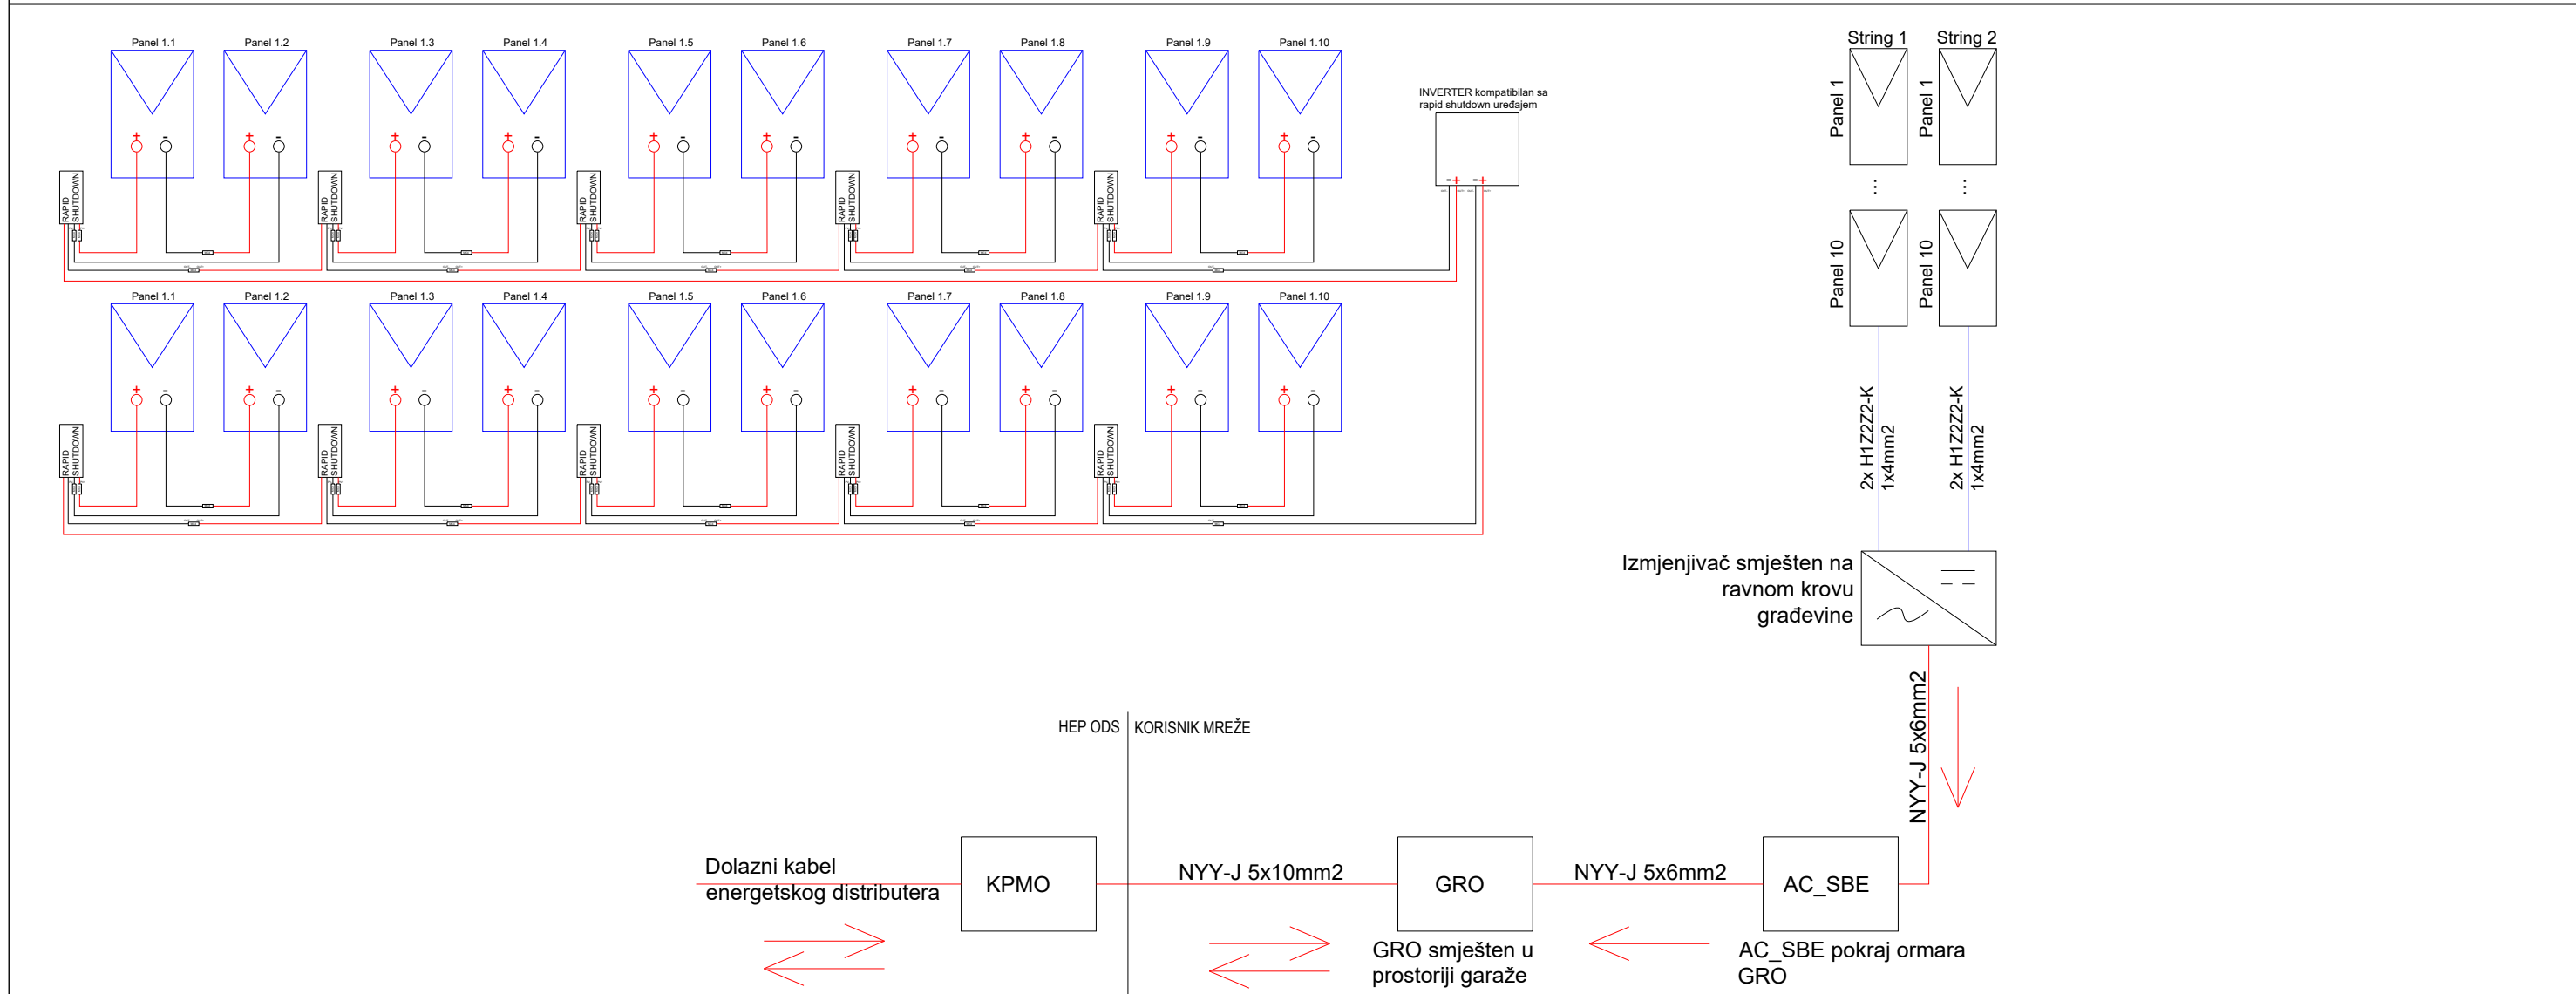 Panel 1.1
Panel 1.2
Panel 1.3
Panel 1.4
Panel 1.5
Panel 1.6
Panel 1.7
Panel 1.8
Panel 1.9
Panel 1.10
+ - + - + - + - + - + - + - + - + - + -
RAPID
SHUTDOWN
RAPID
SHUTDOWN
RAPID
SHUTDOWN
RAPID
SHUTDOWN
RAPID
SHUTDOWN
INVERTER kompatibilan sa
rapid shutdown uređajem
-+ -+
Panel 1.1
Panel 1.2
Panel 1.3
Panel 1.4
Panel 1.5
Panel 1.6
Panel 1.7
Panel 1.8
Panel 1.9
Panel 1.10
+ - + - + - + - + - + - + - + - + - + -
RAPID
SHUTDOWN
RAPID
SHUTDOWN
RAPID
SHUTDOWN
RAPID
SHUTDOWN
RAPID
SHUTDOWN
String 1
String 2
Panel 1
Panel 1
...
...
Panel 10
Panel 10
2x H1Z2Z2-K
1x4mm2
2x H1Z2Z2-K
1x4mm2
Izmjenjivač smješten na
ravnom krovu
građevine
NYY-J 5x6mm2
HEP ODS
KORISNIK MREŽE
Dolazni kabel
energetskog distributera
KPMO
NYY-J 5x10mm2
GRO
NYY-J 5x6mm2
AC_SBE
GRO smješten u
prostoriji garaže
AC_SBE pokraj ormara
GRO